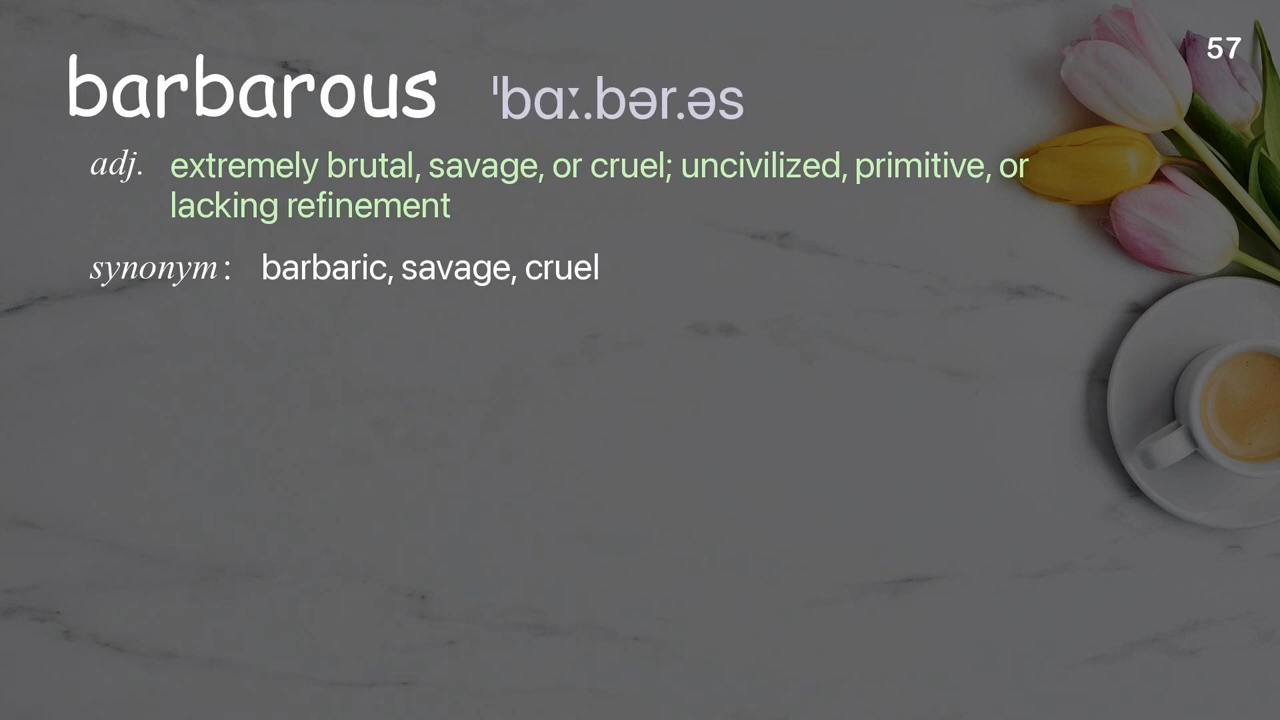 57
barbarous ˈbɑː.bər.əs
adj. extremely brutal, savage, or cruel; uncivilized, primitive, or
lacking refinement
synonym: barbaric, savage, cruel